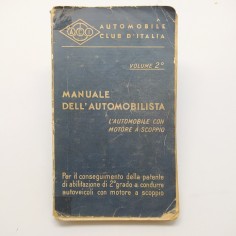 ACI
AUTOMOBILE
CLUB D'ITALIA
VOLUME 2°
MANUALE
DELL'AUTOMOBILISTA
L'AUTOMOBILE CON
MOTORE A SCOPPIO
Per il conseguimento della patente
di abilitazione di 2° grado a condurre
autoveicoli con motore a scoppio